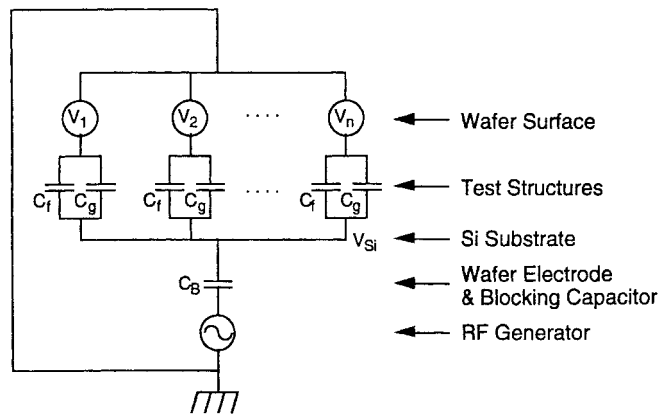 V1 V2 .... Vn Wafer Surface
Cf Cg Cf Cg .... Cf Cg Test Structures
VSi Si Substrate
CB Wafer Electrode
& Blocking Capacitor
RF Generator